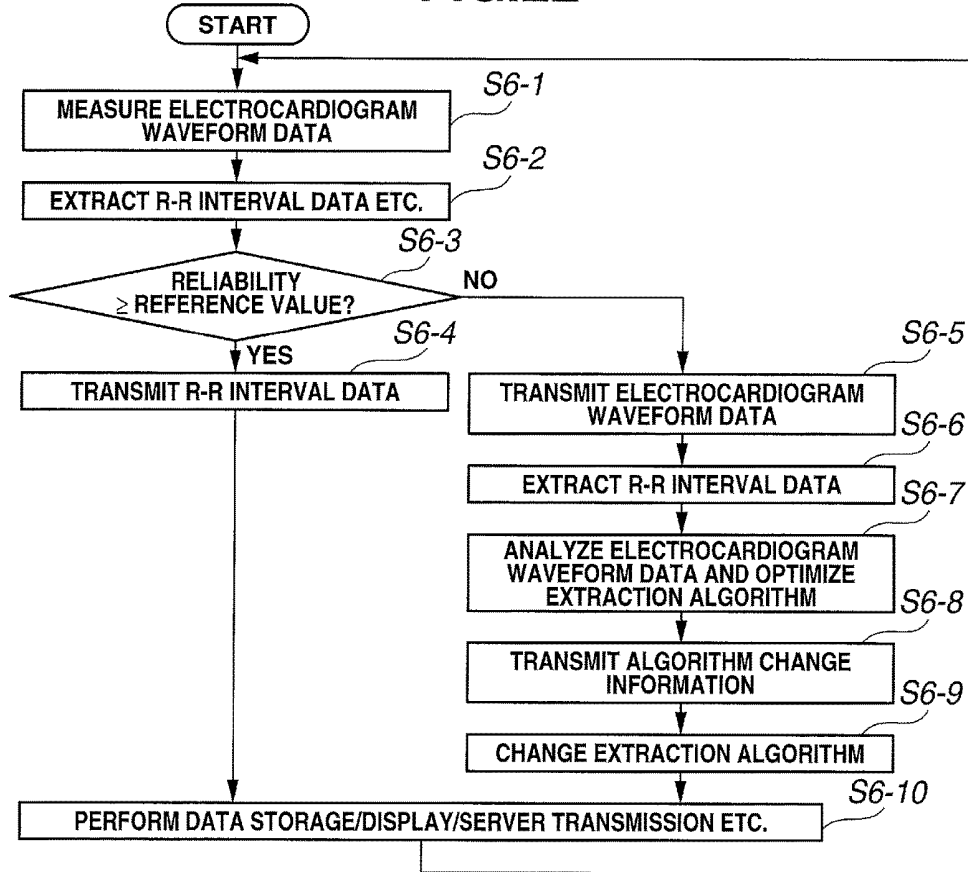 START
S6-1
MEASURE ELECTROCARDIOGRAM
WAVEFORM DATA
S6-2
EXTRACT R-R INTERVAL DATA ETC.
S6-3
RELIABILITY
≥ REFERENCE VALUE?
NO
YES
S6-4
TRANSMIT R-R INTERVAL DATA
S6-5
TRANSMIT ELECTROCARDIOGRAM
WAVEFORM DATA
S6-6
EXTRACT R-R INTERVAL DATA
S6-7
ANALYZE ELECTROCARDIOGRAM
WAVEFORM DATA AND OPTIMIZE
EXTRACTION ALGORITHM
S6-8
TRANSMIT ALGORITHM CHANGE
INFORMATION
S6-9
CHANGE EXTRACTION ALGORITHM
S6-10
PERFORM DATA STORAGE/DISPLAY/SERVER TRANSMISSION ETC.